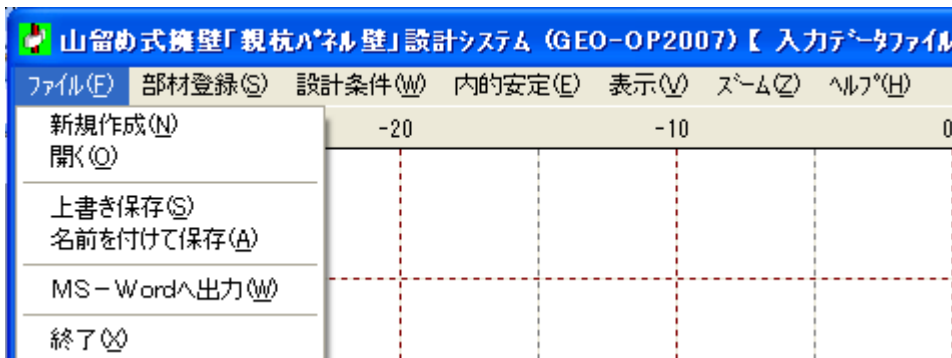 山留め式擁壁「親杭ﾊﾟﾈﾙ壁」設計ｼｽﾃﾑ (GEO-OP2007)【 入力ﾃﾞｰﾀﾌｧｲﾙ
ﾌｧｲﾙ(F) 部材登録(S) 設計条件(W) 内的安定(E) 表示(V) ｽﾞｰﾑ(Z) ﾍﾙﾌﾟ(H)
新規作成(N)
-20 -10 0
開く(O)
上書き保存(S)
名前を付けて保存(A)
ＭＳ－Ｗｏｒｄへ出力(W)
終了(X)